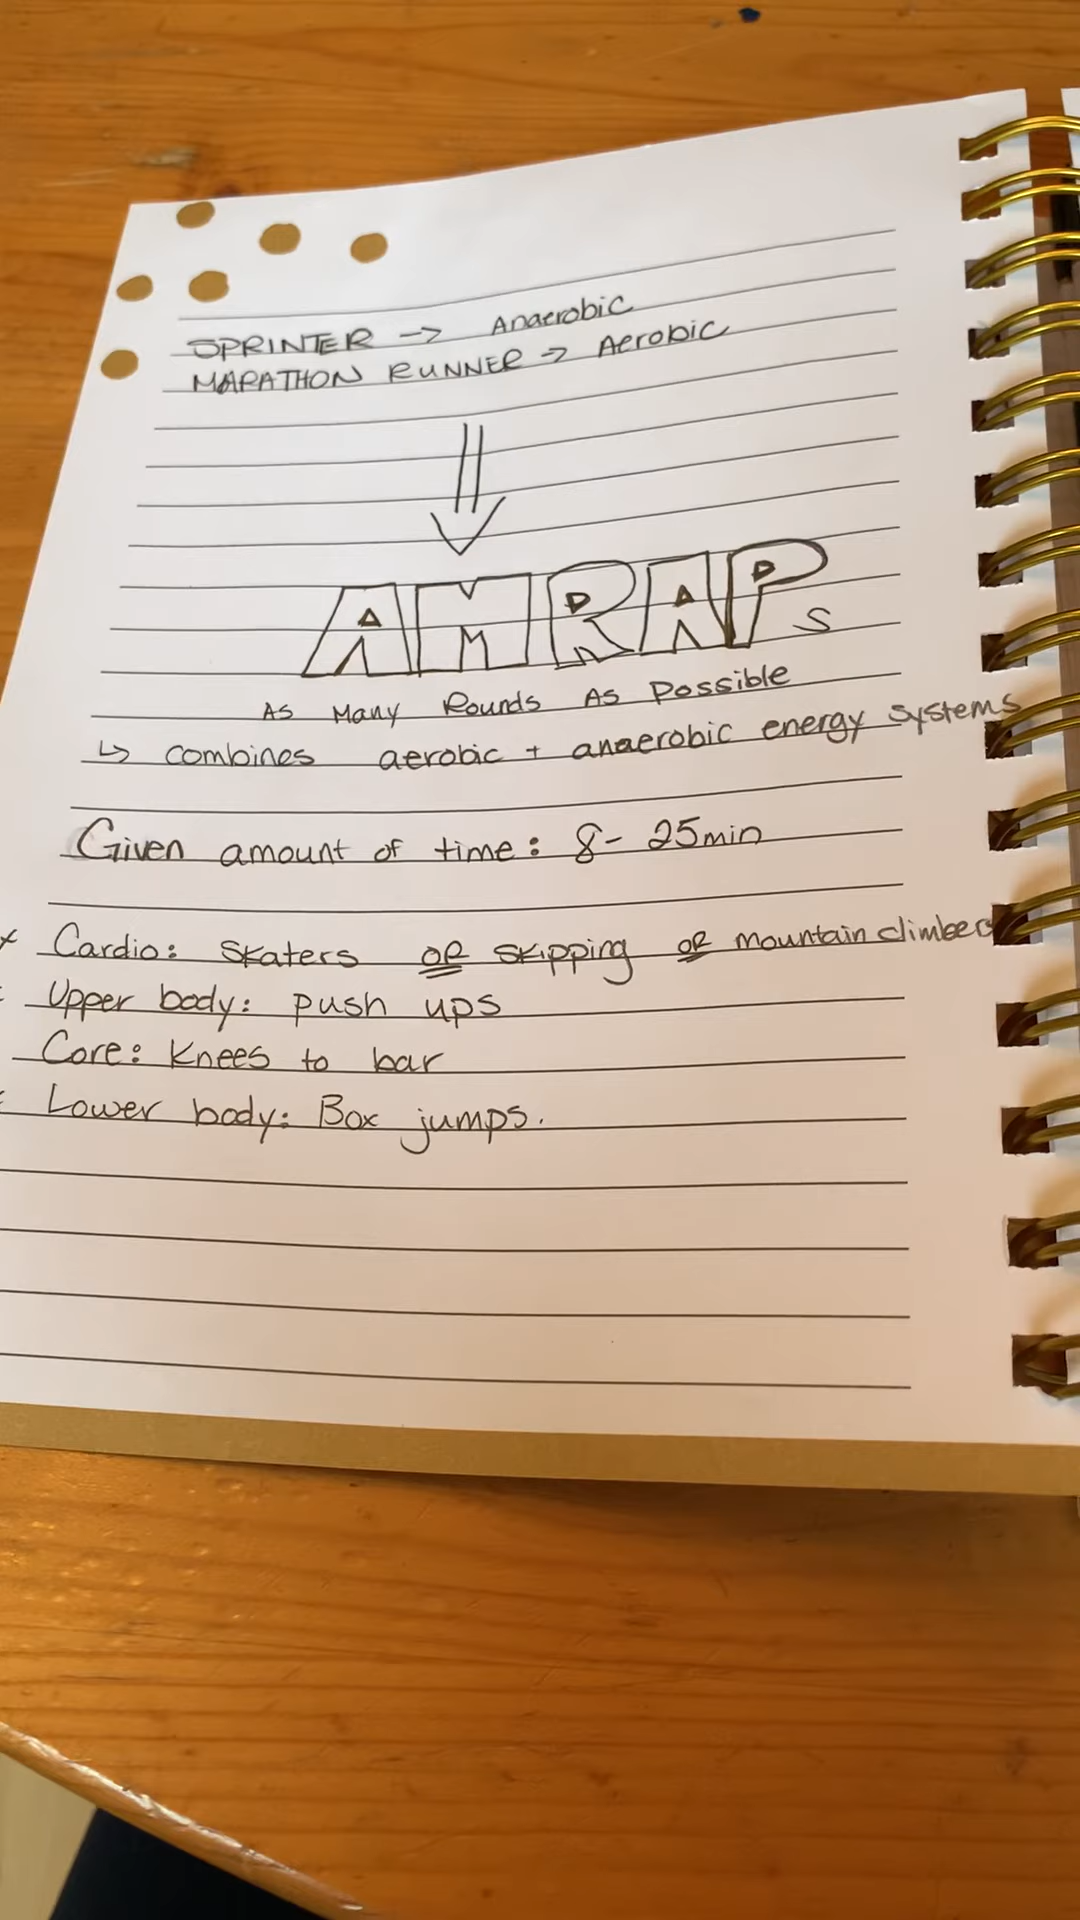 SPRINTER -> Anaerobic
MARATHON RUNNER -> Aerobic
AMRAPs
As Many Rounds As Possible
↳ combines aerobic + anaerobic energy systems
Given amount of time: 8- 25min
Cardio: Skaters OR skipping OR mountain climbers
Upper body: push ups
Core: Knees to bar
Lower body: Box jumps.